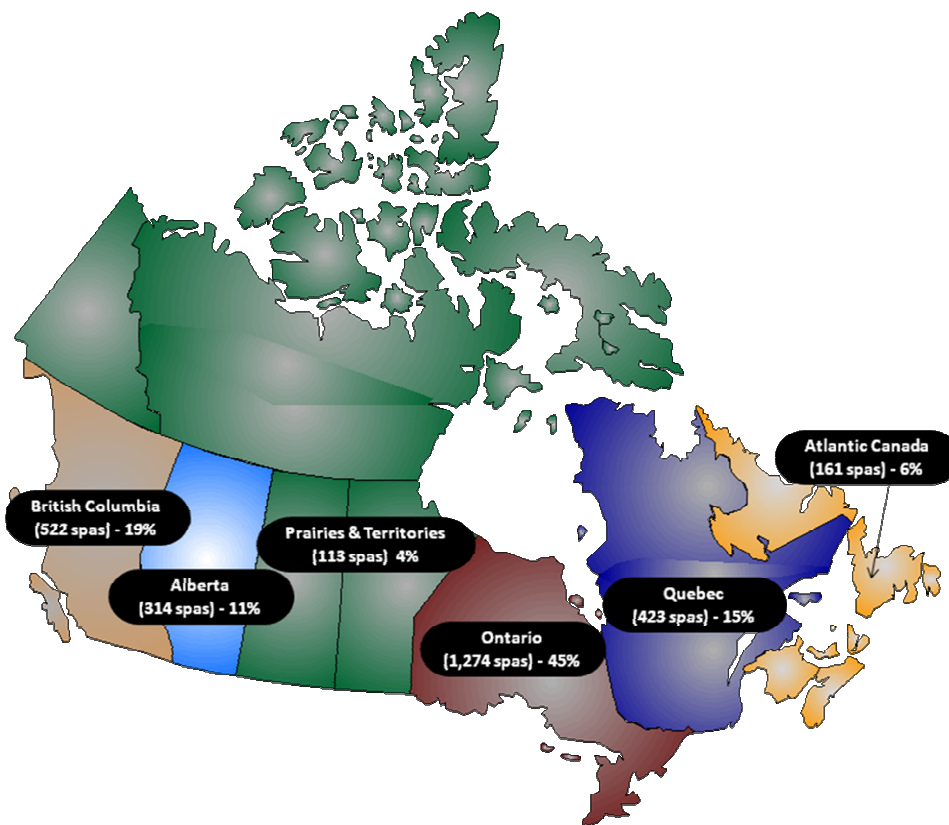 Atlantic Canada
(161 spas) - 6%
British Columbia
(522 spas) - 19%
Prairies & Territories
(113 spas) 4%
Alberta
(314 spas) - 11%
Quebec
(423 spas) - 15%
Ontario
(1,274 spas) - 45%